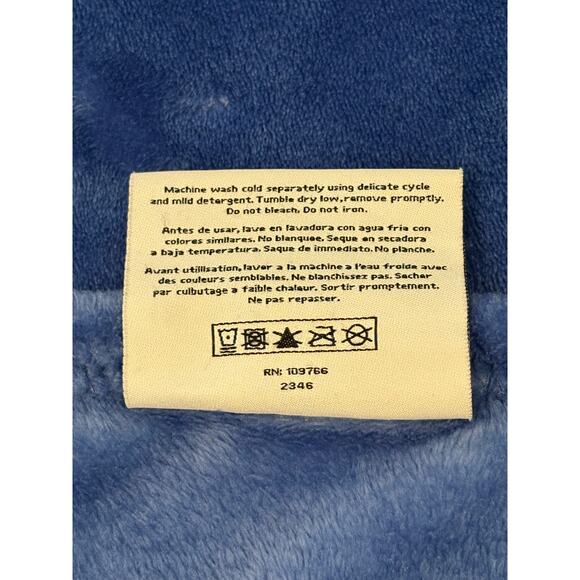 Machine wash cold separately using delicate cycle
and mild detergent. Tumble dry low, remove promptly.
Do not bleach, Do not iron.
Antes de usar, lave en lavadora con agua fria con
colores similares. No blanquee. Seque en secadora
a baja temperatura. Saque de immediato. No planche.
Avant utilisation, laver a la machine a l'eau froide avec
des couleurs semblables. Ne blanchissez pas. Secher
par culbutage a faible chaleur. Sortir promptement.
Ne pas repasser.
RN: 109766
2346